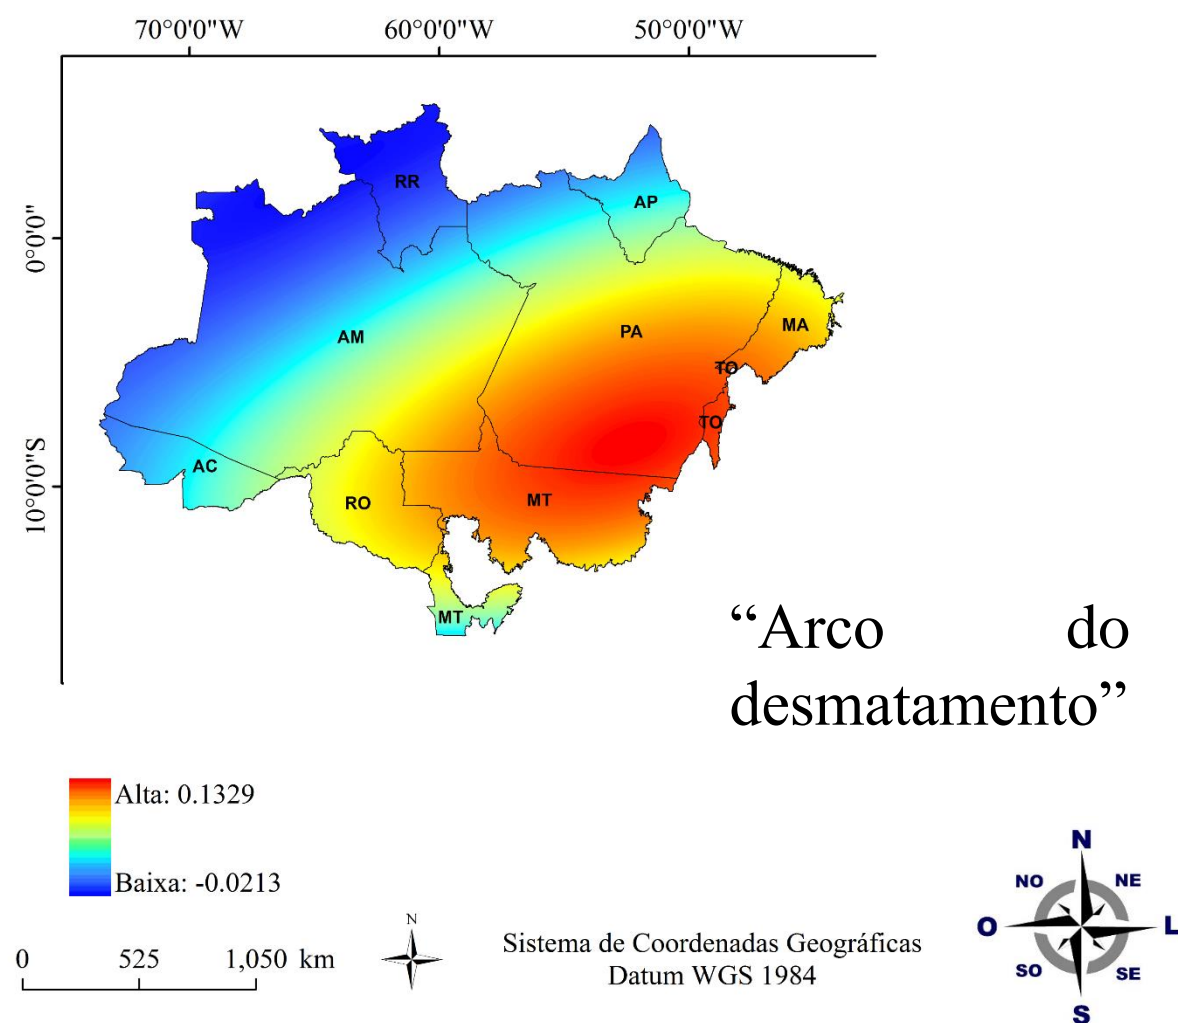 70°0'0"W 60°0'0"W 50°0'0"W
0°0'0"
10°0'0"S
RR
AP
AM
PA
MA
TO
TO
AC
RO
MT
MT
“Arco do
desmatamento”
Alta: 0.1329
Baixa: -0.0213
0 525 1,050 km
N
Sistema de Coordenadas Geográficas
Datum WGS 1984
N
NO NE
O L
SO SE
S